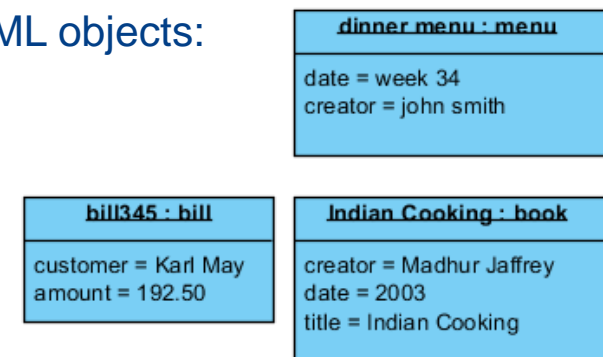 ML objects:
dinner menu : menu
date = week 34
creator = john smith
bill345 : bill
customer = Karl May
amount = 192.50
Indian Cooking : book
creator = Madhur Jaffrey
date = 2003
title = Indian Cooking